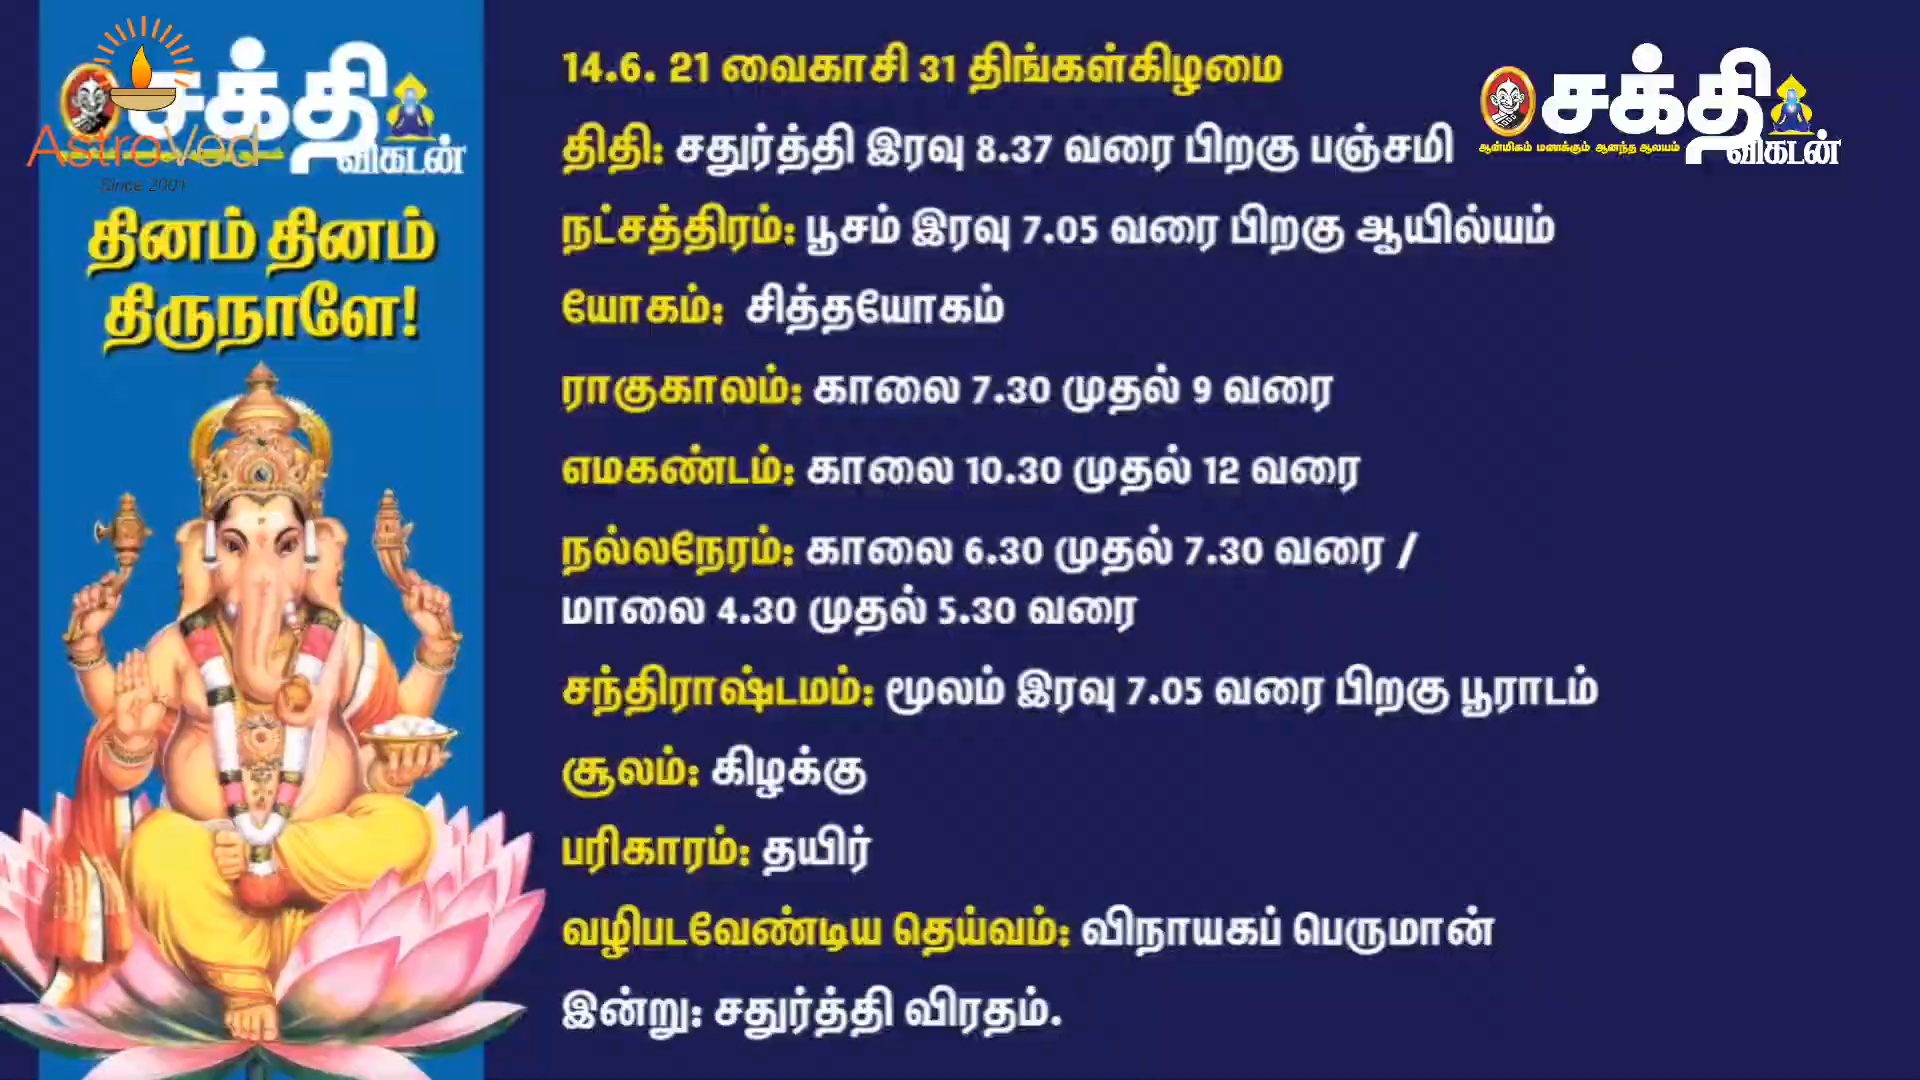 சக்தி
விகடன்
AstroVed
Since 2001
தினம் தினம்
திருநாளே!
14.6. 21 வைகாசி 31 திங்கள்கிழமை
திதி: சதுர்த்தி இரவு 8.37 வரை பிறகு பஞ்சமி
நட்சத்திரம்: பூசம் இரவு 7.05 வரை பிறகு ஆயில்யம்
யோகம்: சித்தயோகம்
ராகுகாலம்: காலை 7.30 முதல் 9 வரை
எமகண்டம்: காலை 10.30 முதல் 12 வரை
நல்லநேரம்: காலை 6.30 முதல் 7.30 வரை /
மாலை 4.30 முதல் 5.30 வரை
சந்திராஷ்டமம்: மூலம் இரவு 7.05 வரை பிறகு பூராடம்
சூலம்: கிழக்கு
பரிகாரம்: தயிர்
வழிபடவேண்டிய தெய்வம்: விநாயகப் பெருமான்
இன்று: சதுர்த்தி விரதம்.
சக்தி
ஆன்மிகம் மணக்கும் ஆனந்த ஆலயம்
விகடன்